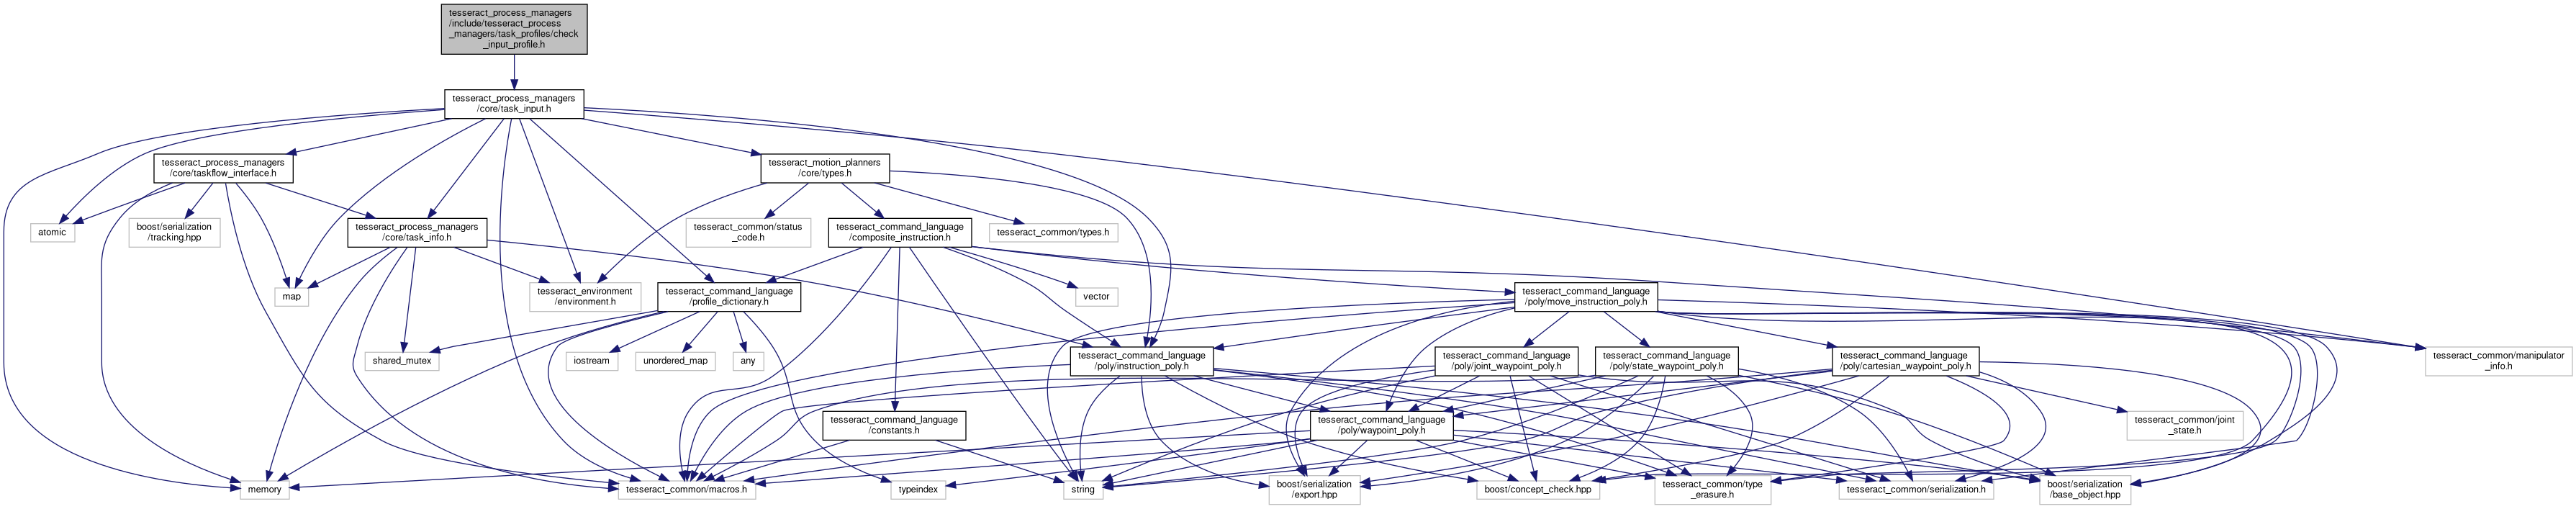 tesseract_process_managers
/include/tesseract_process
_managers/task_profiles/check
_input_profile.h
tesseract_process_managers
/core/task_input.h
tesseract_process_managers
/core/taskflow_interface.h
tesseract_motion_planners
/core/types.h
atomic
boost/serialization
/tracking.hpp
tesseract_process_managers
/core/task_info.h
tesseract_common/status
_code.h
tesseract_command_language
/composite_instruction.h
tesseract_common/types.h
map
tesseract_environment
/environment.h
tesseract_command_language
/profile_dictionary.h
vector
tesseract_command_language
/poly/move_instruction_poly.h
shared_mutex
iostream
unordered_map
any
tesseract_command_language
/poly/instruction_poly.h
tesseract_command_language
/poly/joint_waypoint_poly.h
tesseract_command_language
/poly/state_waypoint_poly.h
tesseract_command_language
/poly/cartesian_waypoint_poly.h
tesseract_common/manipulator
_info.h
tesseract_command_language
/constants.h
tesseract_command_language
/poly/waypoint_poly.h
tesseract_common/joint
_state.h
memory
tesseract_common/macros.h
typeindex
string
boost/serialization
/export.hpp
boost/concept_check.hpp
tesseract_common/type
_erasure.h
tesseract_common/serialization.h
boost/serialization
/base_object.hpp